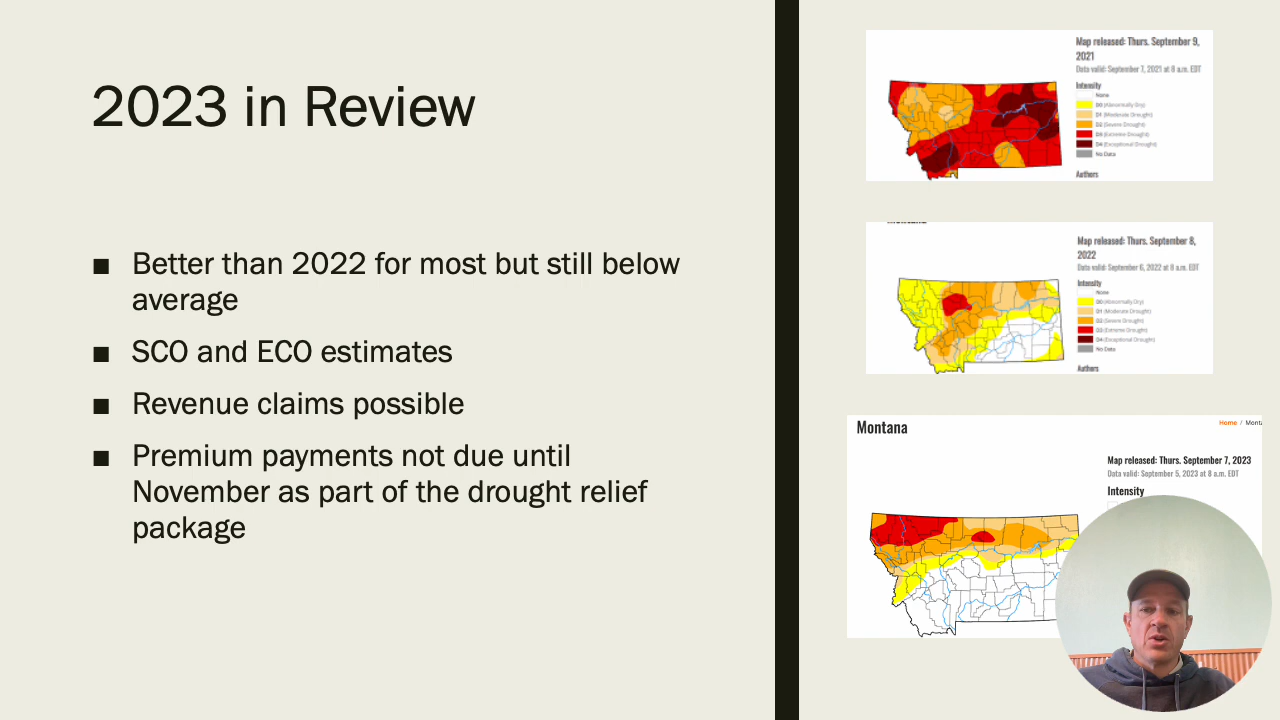 2023 in Review
■ Better than 2022 for most but still below
average
■ SCO and ECO estimates
■ Revenue claims possible
■ Premium payments not due until
November as part of the drought relief
package
Map released: Thurs. September 9,
2021
Data valid: September 7, 2021 at 8 a.m. EDT
Intensity
None
D0 (Abnormally Dry)
D1 (Moderate Drought)
D2 (Severe Drought)
D3 (Extreme Drought)
D4 (Exceptional Drought)
No Data
Authors
Map released: Thurs. September 8,
2022
Data valid: September 6, 2022 at 8 a.m. EDT
Intensity
None
D0 (Abnormally Dry)
D1 (Moderate Drought)
D2 (Severe Drought)
D3 (Extreme Drought)
D4 (Exceptional Drought)
No Data
Authors
Montana
Home / Monta
Map released: Thurs. September 7, 2023
Data valid: September 5, 2023 at 8 a.m. EDT
Intensity